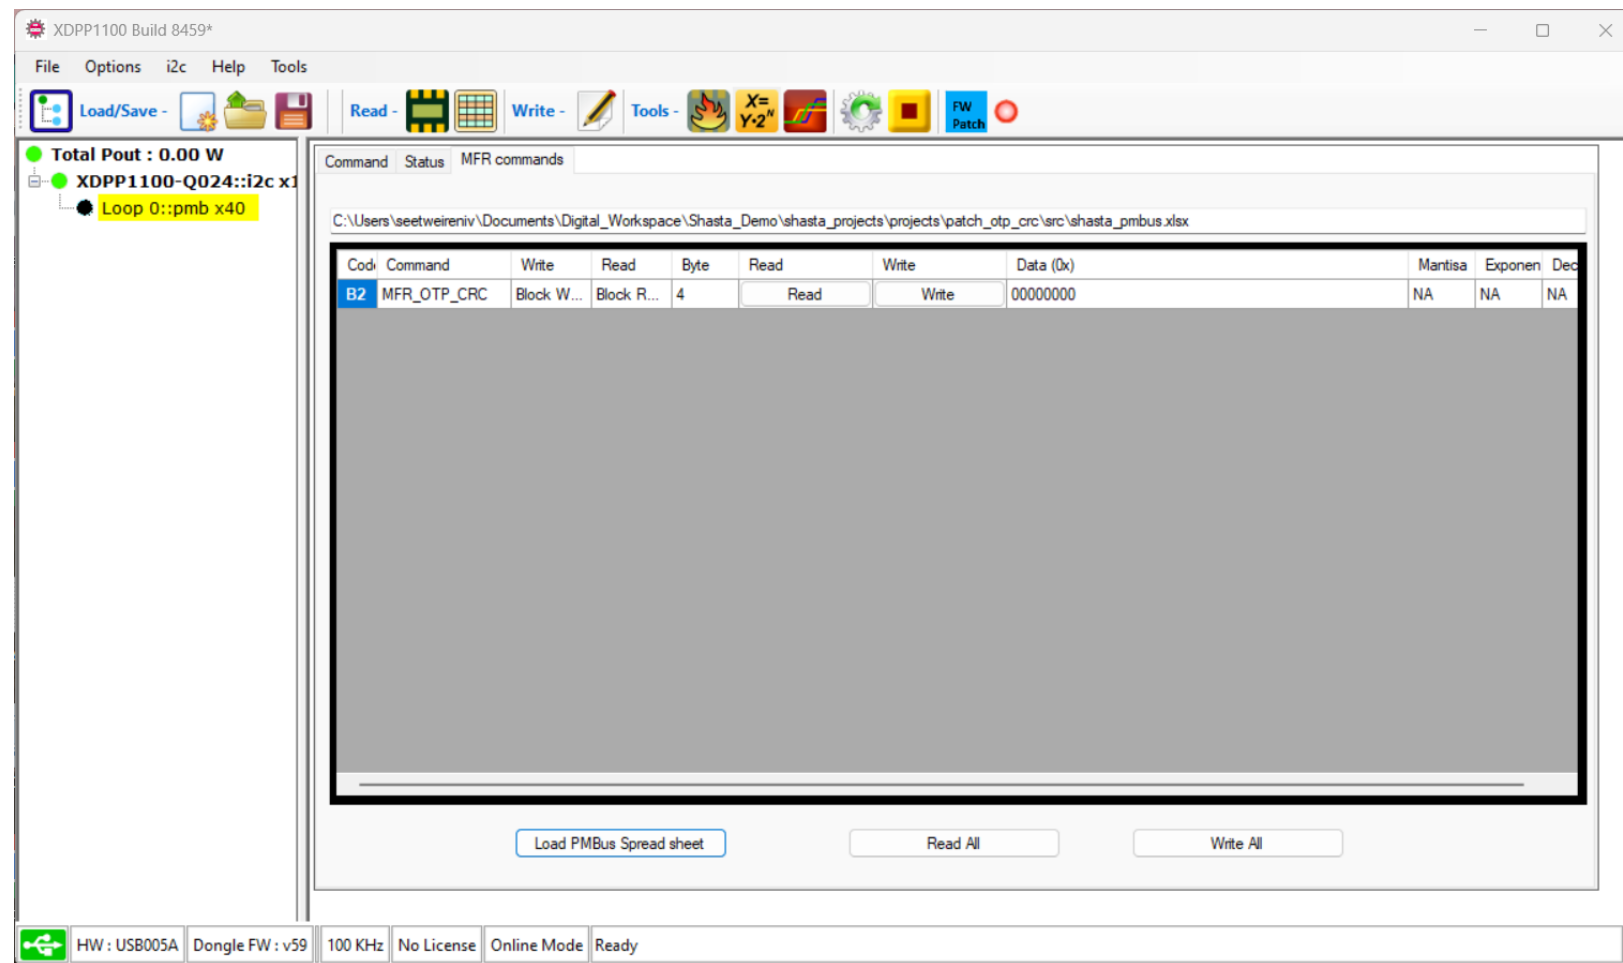 XDPP1100 Build 8459*
File Options i2c Help Tools
Load/Save - Read - Write - Tools - X= Y·2ᴺ FW Patch
Total Pout : 0.00 W
XDPP1100-Q024::i2c x1
Loop 0::pmb x40
Command Status MFR commands
C:\Users\seetweireniv\Documents\Digital_Workspace\Shasta_Demo\shasta_projects\projects\patch_otp_crc\src\shasta_pmbus.xlsx
Code Command Write Read Byte Read Write Data (0x) Mantisa Exponen Dec
B2 MFR_OTP_CRC Block W... Block R... 4 Read Write 00000000 NA NA NA
Load PMBus Spread sheet Read All Write All
HW : USB005A Dongle FW : v59 100 KHz No License Online Mode Ready